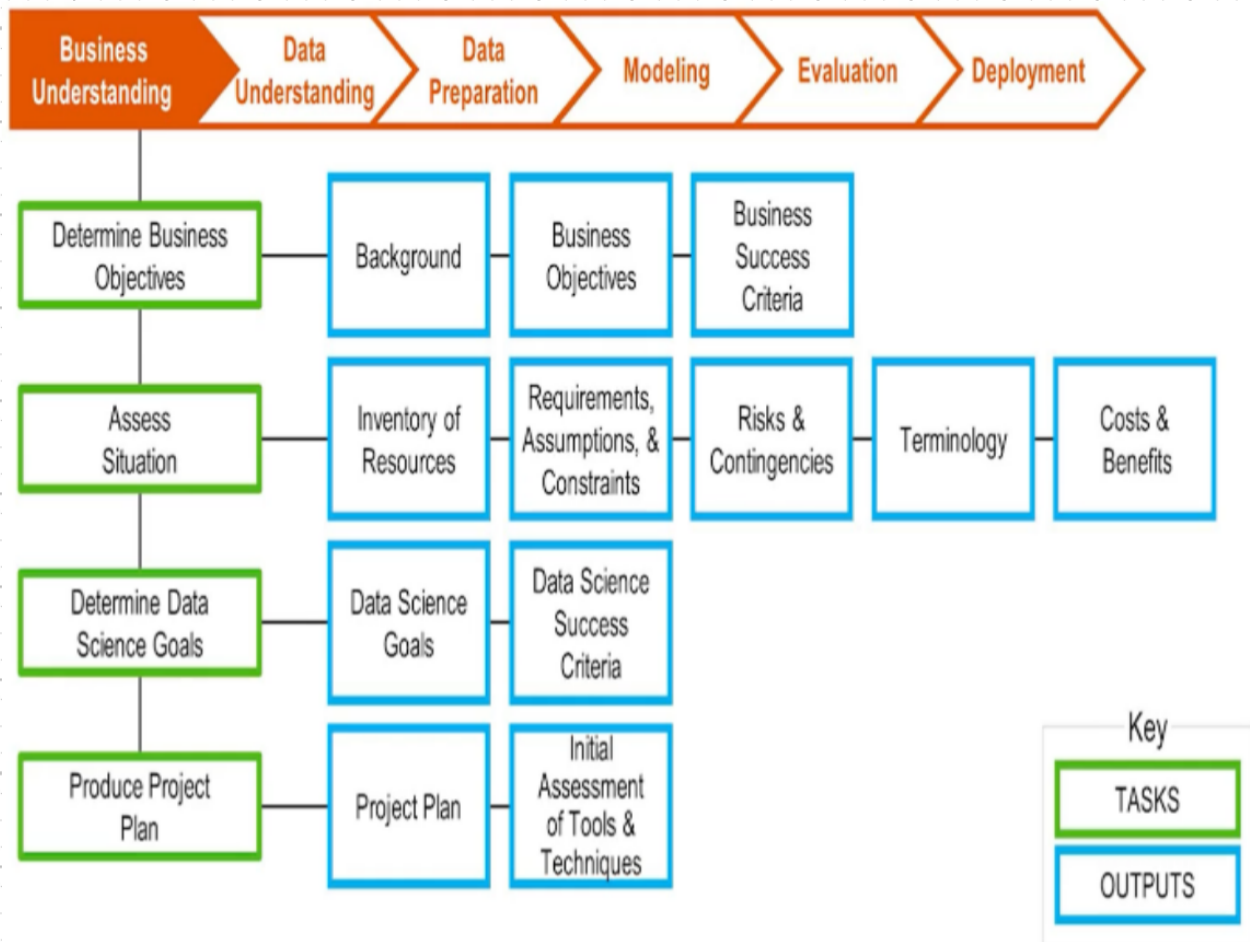 Business
Understanding
Data
Understanding
Data
Preparation
Modeling
Evaluation
Deployment
Determine Business
Objectives
Background
Business
Objectives
Business
Success
Criteria
Assess
Situation
Inventory of
Resources
Requirements,
Assumptions, &
Constraints
Risks &
Contingencies
Terminology
Costs &
Benefits
Determine Data
Science Goals
Data Science
Goals
Data Science
Success
Criteria
Produce Project
Plan
Project Plan
Initial
Assessment
of Tools &
Techniques
Key
TASKS
OUTPUTS